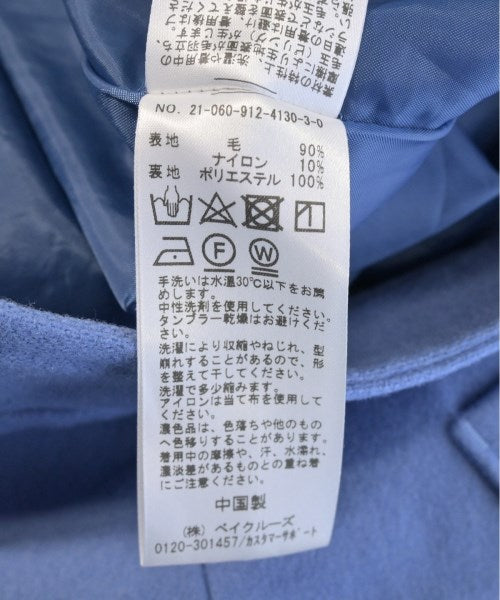 NO. 21-060-912-4130-3-0
表地 毛 90%
ナイロン 10%
裏地 ポリエステル 100%
F W
手洗いは水温30℃以下をお薦
めします。
中性洗剤を使用してください。
タンブラー乾燥はお避けくださ
い。
洗濯により収縮やねじれ、型
崩れすることがあるので、形
を整えて干してください。
洗濯で多少縮みます。
アイロンは当て布を使用して
ください。
濃色品は、色落ちや他のもの
へ色移りすることがあります。
着用中の摩擦や、汗、水濡れ、
濃淡差があるものとの重ね着
にご注意ください。
中国製
(株) ベイクルーズ
0120-301457/カスタマーサポート